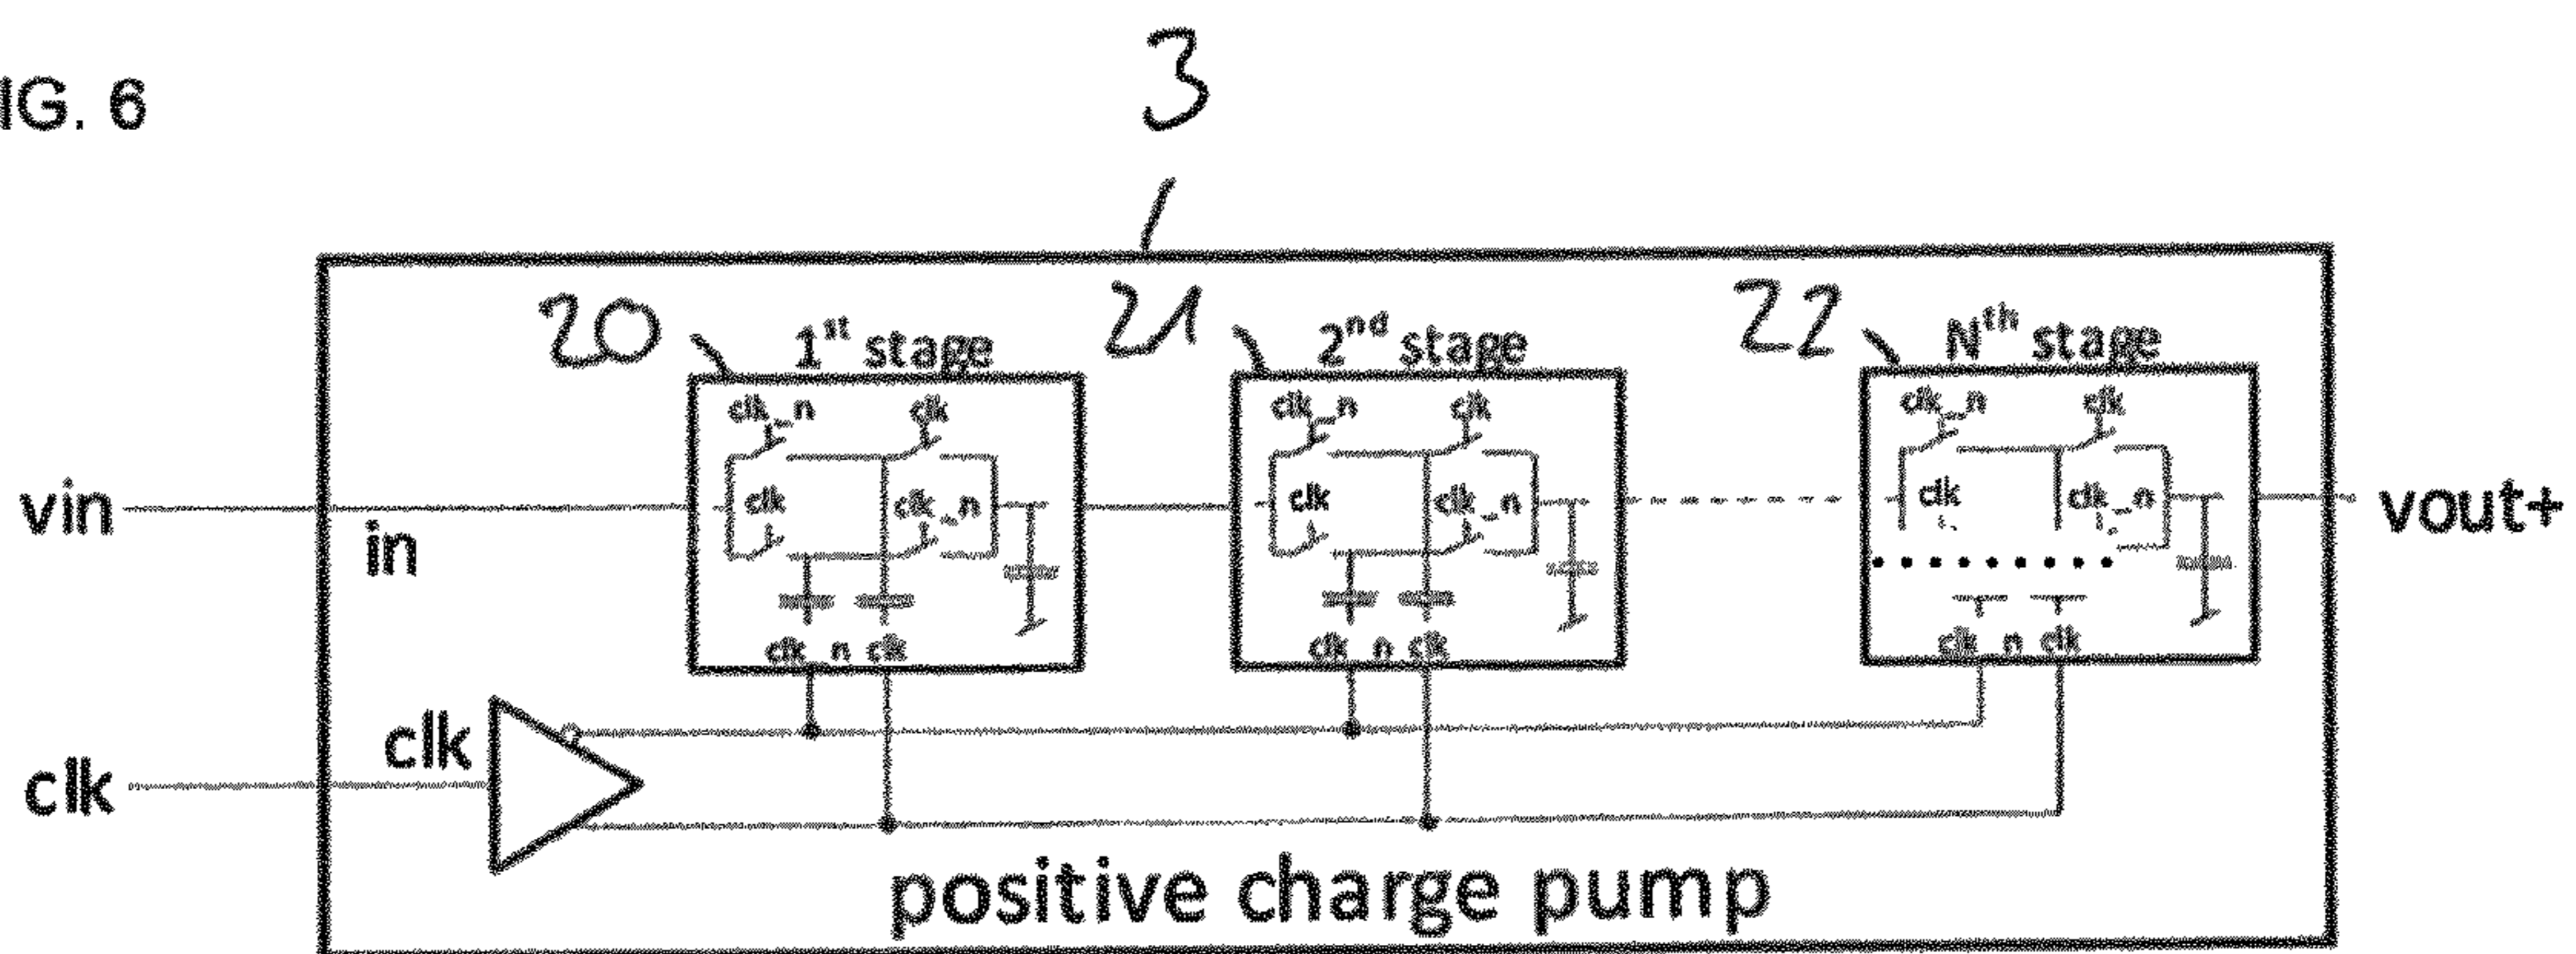 IG. 6
3
20
1st stage
21
2nd stage
22
Nth stage
clk_n
clk
clk
clk_n
clk_n
clk
clk_n
clk
clk
clk_n
clk_n
clk
clk_n
clk
clk
clk_n
clk_n
clk
vin
in
vout+
clk
clk
positive charge pump